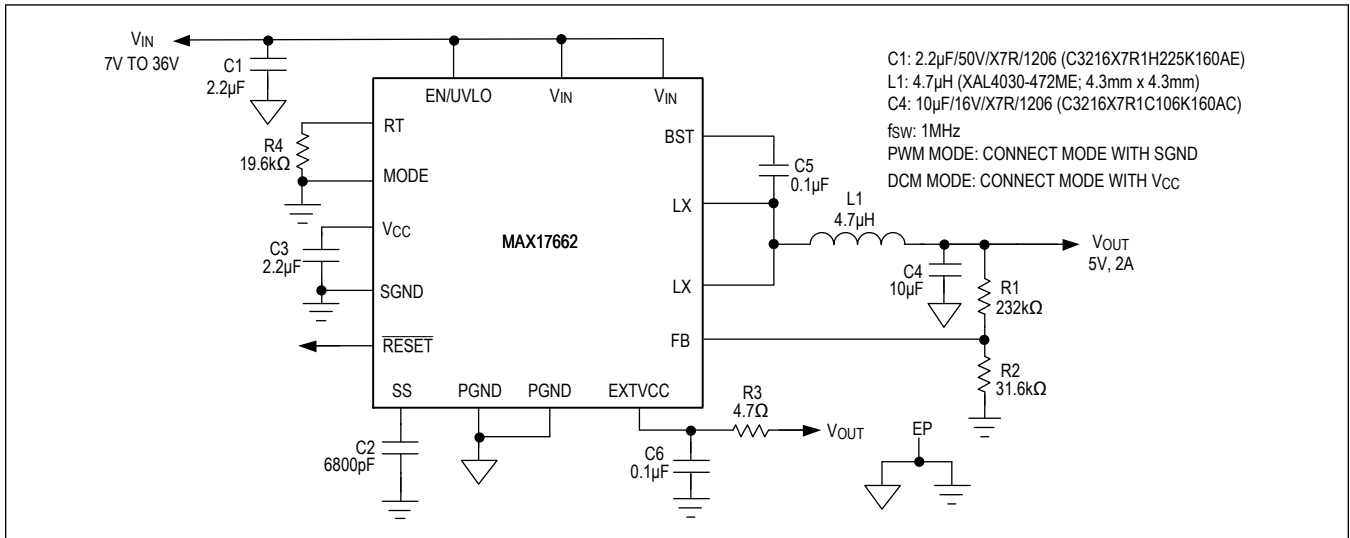 VIN
7V TO 36V
C1
2.2µF
EN/UVLO
VIN
VIN
C1: 2.2µF/50V/X7R/1206 (C3216X7R1H225K160AE)
L1: 4.7µH (XAL4030-472ME; 4.3mm x 4.3mm)
C4: 10µF/16V/X7R/1206 (C3216X7R1C106K160AC)
fSW: 1MHz
PWM MODE: CONNECT MODE WITH SGND
DCM MODE: CONNECT MODE WITH VCC
RT
R4
19.6kΩ
MODE
VCC
C3
2.2µF
SGND
RESET
MAX17662
BST
C5
0.1µF
LX
L1
4.7µH
LX
VOUT
5V, 2A
C4
10µF
R1
232kΩ
FB
R2
31.6kΩ
SS
PGND
PGND
EXTVCC
C2
6800pF
R3
4.7Ω
VOUT
C6
0.1µF
EP